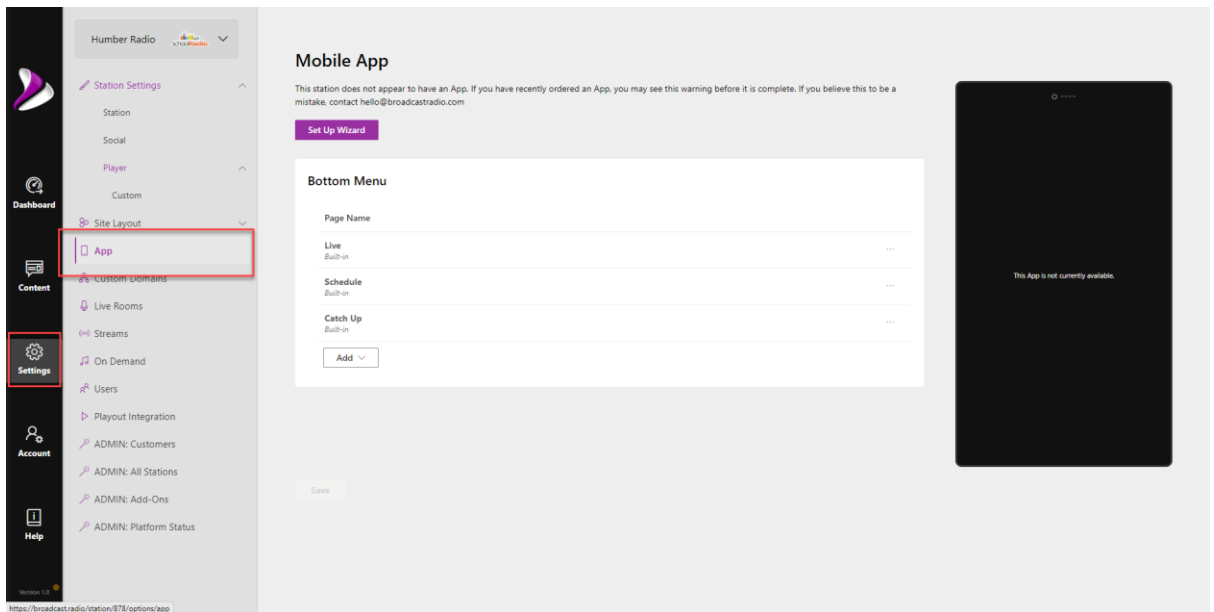 Dashboard
Content
Settings
Account
Help
Version 1.0
Humber Radio
Station Settings
Station
Social
Player
Custom
Site Layout
App
Custom Domains
Live Rooms
Streams
On Demand
Users
Playout Integration
ADMIN: Customers
ADMIN: All Stations
ADMIN: Add-Ons
ADMIN: Platform Status
https://broadcast.radio/station/878/options/app
Mobile App
This station does not appear to have an App. If you have recently ordered an App, you may see this warning before it is complete. If you believe this to be a
mistake, contact hello@broadcastradio.com
Set Up Wizard
Bottom Menu
Page Name
Live
Built-in
...
Schedule
Built-in
...
Catch Up
Built-in
...
Add
Save
This App is not currently available.